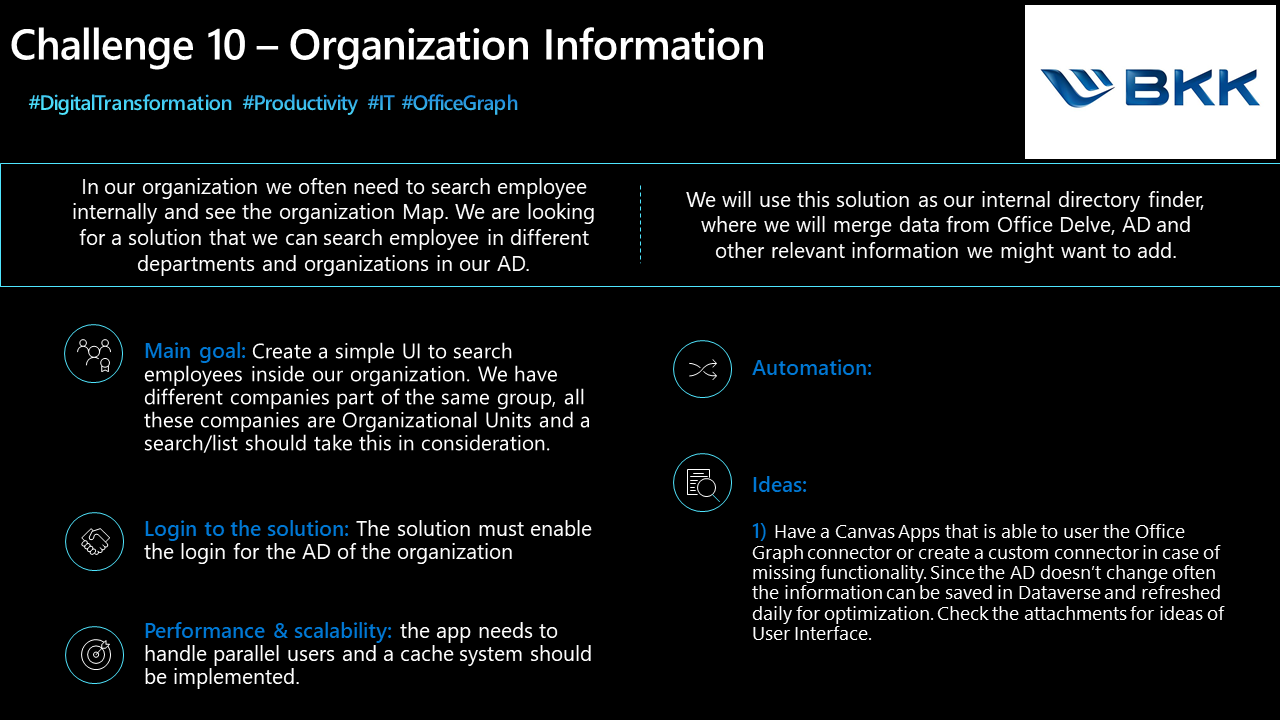 Challenge 10 – Organization Information
BKK
#DigitalTransformation #Productivity #IT #OfficeGraph
In our organization we often need to search employee
internally and see the organization Map. We are looking
for a solution that we can search employee in different
departments and organizations in our AD.
We will use this solution as our internal directory finder,
where we will merge data from Office Delve, AD and
other relevant information we might want to add.
Main goal: Create a simple UI to search
employees inside our organization. We have
different companies part of the same group, all
these companies are Organizational Units and a
search/list should take this in consideration.
Login to the solution: The solution must enable
the login for the AD of the organization
Performance & scalability: the app needs to
handle parallel users and a cache system should
be implemented.
Automation:
Ideas:
1) Have a Canvas Apps that is able to user the Office
Graph connector or create a custom connector in case of
missing functionality. Since the AD doesn’t change often
the information can be saved in Dataverse and refreshed
daily for optimization. Check the attachments for ideas of
User Interface.